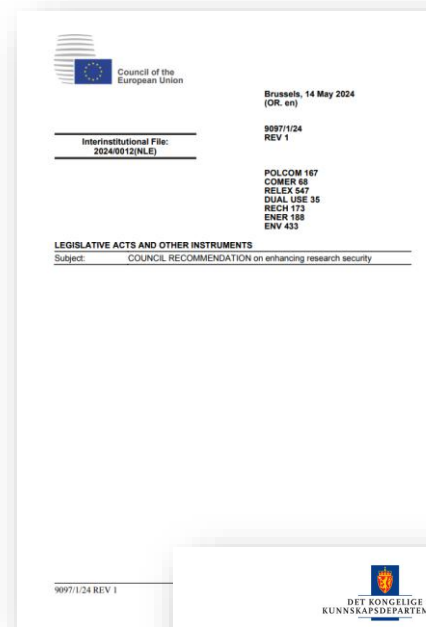 Council of the
European Union
Brussels, 14 May 2024
(OR. en)
9097/1/24
REV 1
Interinstitutional File:
2024/0012(NLE)
POLCOM 167
COMER 68
RELEX 547
DUAL USE 35
RECH 173
ENER 188
ENV 433
LEGISLATIVE ACTS AND OTHER INSTRUMENTS
Subject: COUNCIL RECOMMENDATION on enhancing research security
9097/1/24 REV 1
DET KONGELIGE